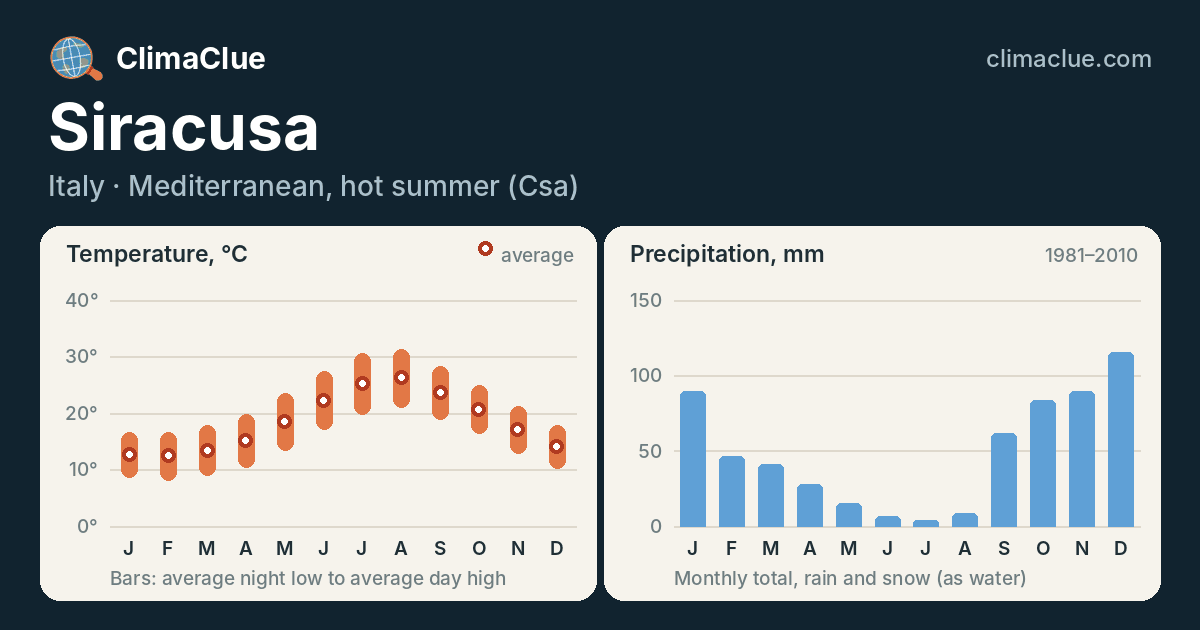 ClimaClue
climaclue.com
Siracusa
Italy · Mediterranean, hot summer (Csa)
Temperature, °C
average
40°
30°
20°
10°
0°
J F M A M J J A S O N D
Bars: average night low to average day high
Precipitation, mm
1981–2010
150
100
50
0
J F M A M J J A S O N D
Monthly total, rain and snow (as water)